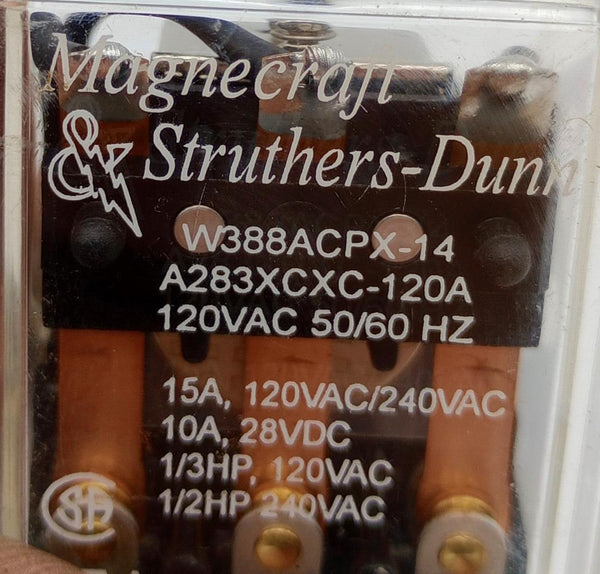 Magnecraft
& Struthers-Dunn
W388ACPX-14
A283XCXC-120A
120VAC 50/60 HZ
15A, 120VAC/240VAC
10A, 28VDC
1/3HP, 120VAC
1/2HP 240VAC